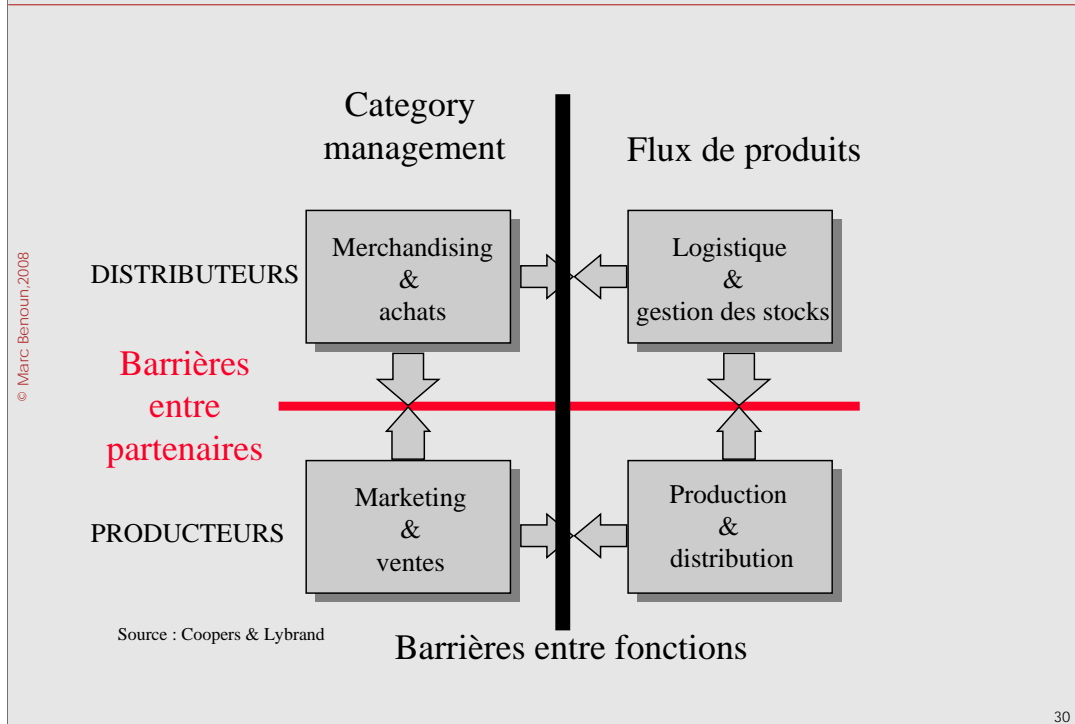 Category
management
Flux de produits
© Marc Benoun,2008
DISTRIBUTEURS
Merchandising
&
achats
Logistique
&
gestion des stocks
Barrières
entre
partenaires
PRODUCTEURS
Marketing
&
ventes
Production
&
distribution
Source : Coopers & Lybrand
Barrières entre fonctions
30